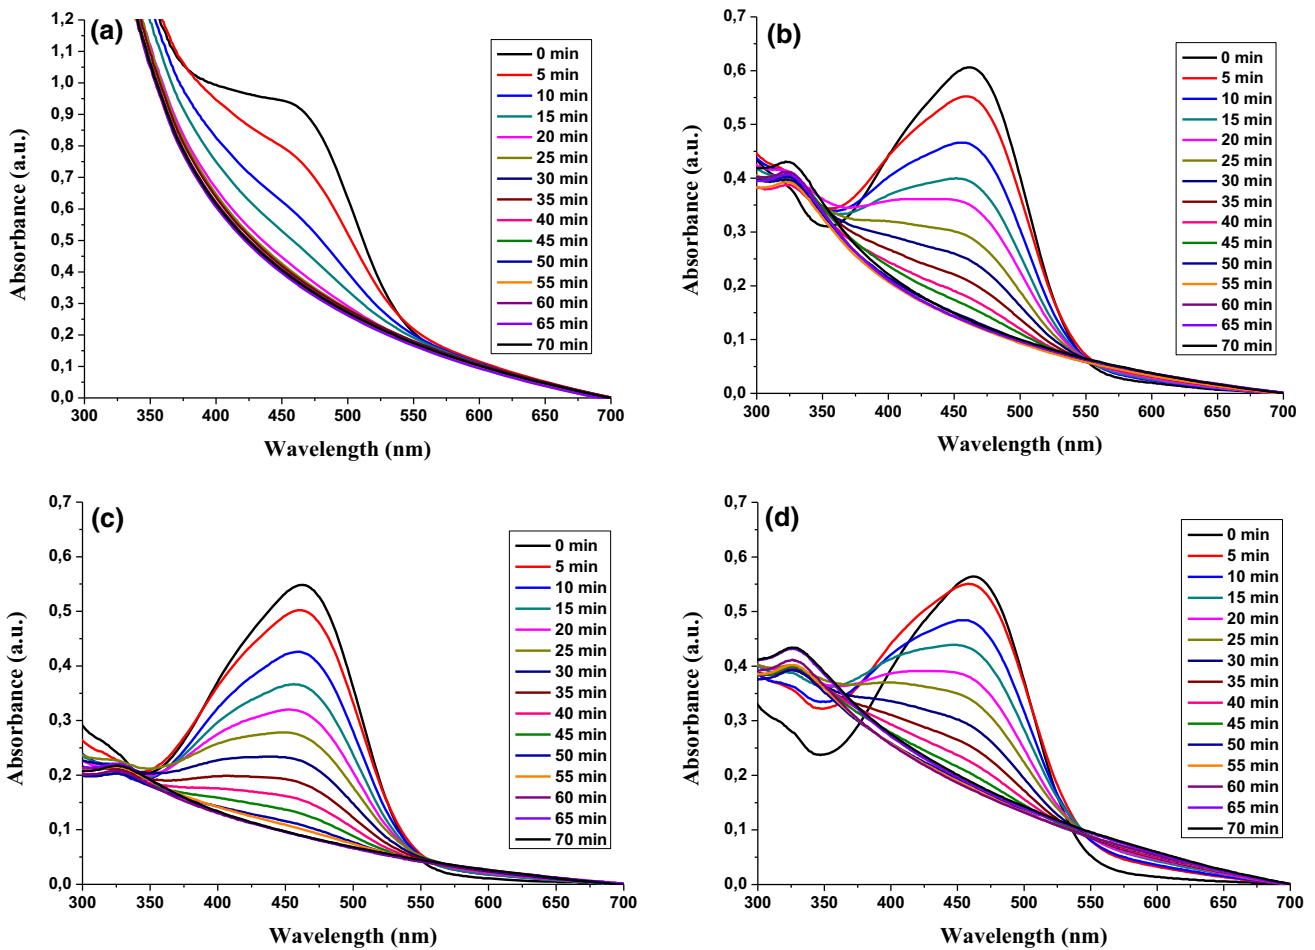 (a)
1,2
1,1
1,0
0,9
0,8
0,7
0,6
0,5
0,4
0,3
0,2
0,1
0,0
Absorbance (a.u.)
300 350 400 450 500 550 600 650 700
Wavelength (nm)
0 min
5 min
10 min
15 min
20 min
25 min
30 min
35 min
40 min
45 min
50 min
55 min
60 min
65 min
70 min
(b)
0,7
0,6
0,5
0,4
0,3
0,2
0,1
0,0
Absorbance (a.u.)
300 350 400 450 500 550 600 650 700
Wavelength (nm)
0 min
5 min
10 min
15 min
20 min
25 min
30 min
35 min
40 min
45 min
50 min
55 min
60 min
65 min
70 min
(c)
0,7
0,6
0,5
0,4
0,3
0,2
0,1
0,0
Absorbance (a.u.)
300 350 400 450 500 550 600 650 700
Wavelength (nm)
0 min
5 min
10 min
15 min
20 min
25 min
30 min
35 min
40 min
45 min
50 min
55 min
60 min
65 min
70 min
(d)
0,7
0,6
0,5
0,4
0,3
0,2
0,1
0,0
Absorbance (a.u.)
300 350 400 450 500 550 600 650 700
Wavelength (nm)
0 min
5 min
10 min
15 min
20 min
25 min
30 min
35 min
40 min
45 min
50 min
55 min
60 min
65 min
70 min